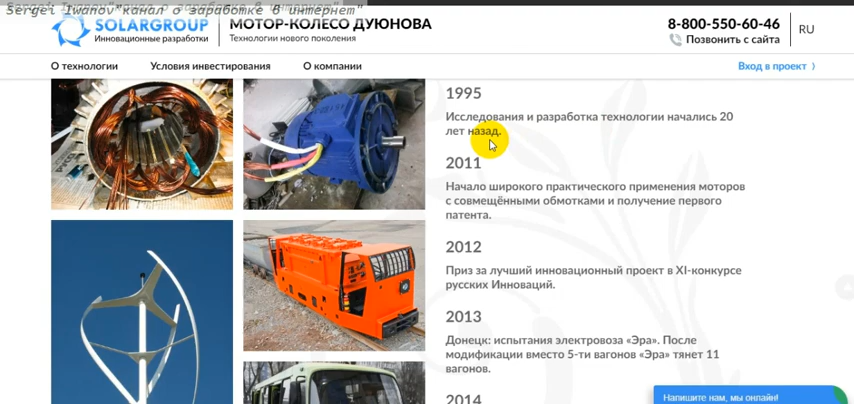 Sergei Iwanov"канал о заработке в интернет"
SOLARGROUP
Инновационные разработки
МОТОР-КОЛЕСО ДУЮНОВА
Технологии нового поколения
8-800-550-60-46
Позвонить с сайта
RU
О технологии
Условия инвестирования
О компании
Вход в проект
1995
Исследования и разработка технологии начались 20
лет назад.
2011
Начало широкого практического применения моторов
с совмещёнными обмотками и получение первого
патента.
2012
Приз за лучший инновационный проект в XI-конкурсе
русских Инноваций.
2013
Донецк: испытания электровоза «Эра». После
модификации вместо 5-ти вагонов «Эра» тянет 11
вагонов.
2014
Напишите нам, мы онлайн!